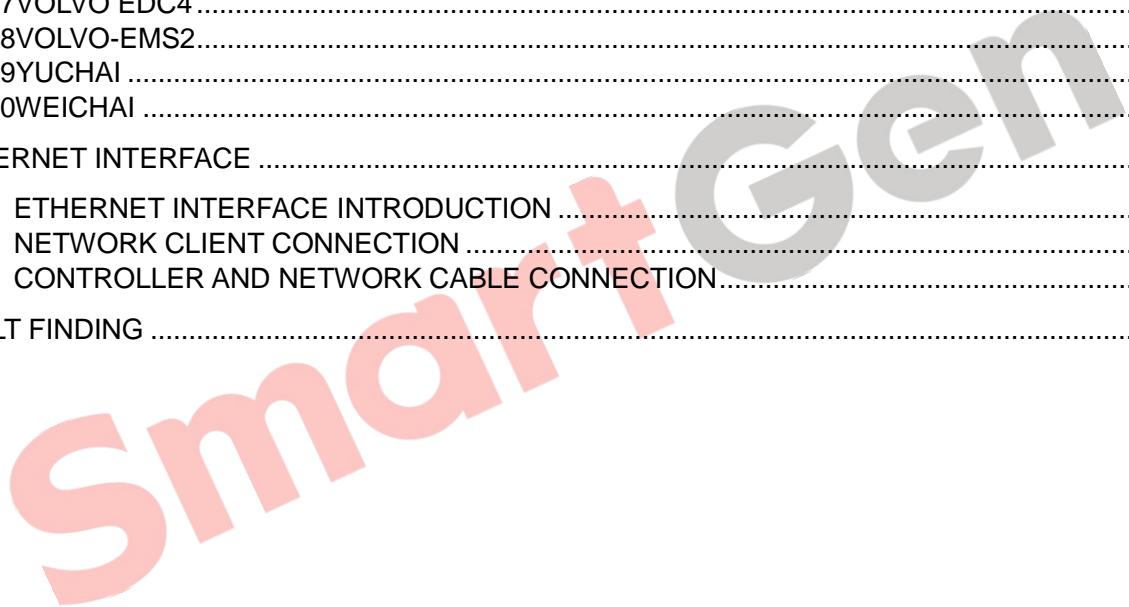 7VOLVO EDC4
8VOLVO-EMS2
9YUCHAI
0WEICHAI
ERNET INTERFACE
ETHERNET INTERFACE INTRODUCTION
NETWORK CLIENT CONNECTION
CONTROLLER AND NETWORK CABLE CONNECTION
LT FINDING
SmartGen